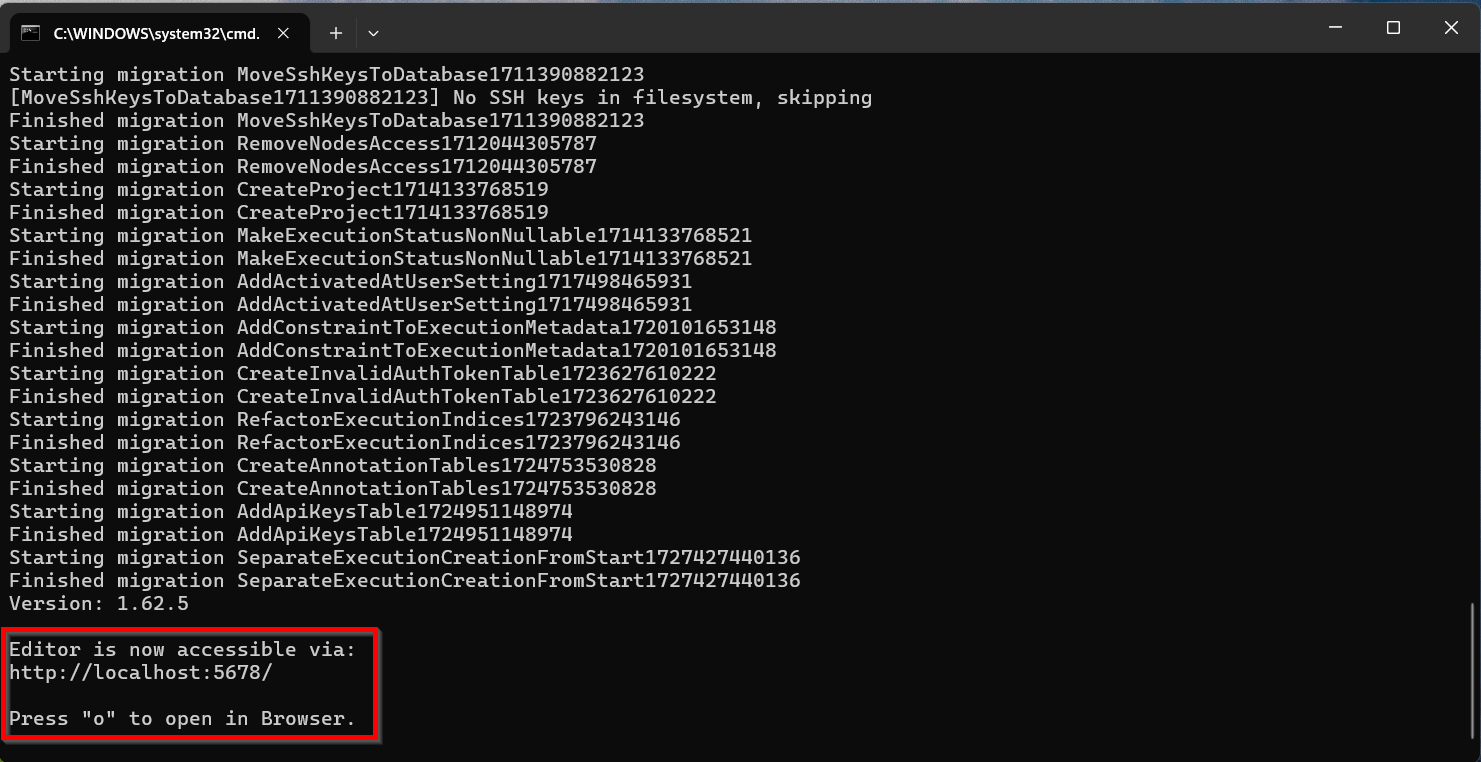 C:\WINDOWS\system32\cmd.
Starting migration MoveSshKeysToDatabase1711390882123
[MoveSshKeysToDatabase1711390882123] No SSH keys in filesystem, skipping
Finished migration MoveSshKeysToDatabase1711390882123
Starting migration RemoveNodesAccess1712044305787
Finished migration RemoveNodesAccess1712044305787
Starting migration CreateProject1714133768519
Finished migration CreateProject1714133768519
Starting migration MakeExecutionStatusNonNullable1714133768521
Finished migration MakeExecutionStatusNonNullable1714133768521
Starting migration AddActivatedAtUserSetting1717498465931
Finished migration AddActivatedAtUserSetting1717498465931
Starting migration AddConstraintToExecutionMetadata1720101653148
Finished migration AddConstraintToExecutionMetadata1720101653148
Starting migration CreateInvalidAuthTokenTable1723627610222
Finished migration CreateInvalidAuthTokenTable1723627610222
Starting migration RefactorExecutionIndices1723796243146
Finished migration RefactorExecutionIndices1723796243146
Starting migration CreateAnnotationTables1724753530828
Finished migration CreateAnnotationTables1724753530828
Starting migration AddApiKeysTable1724951148974
Finished migration AddApiKeysTable1724951148974
Starting migration SeparateExecutionCreationFromStart1727427440136
Finished migration SeparateExecutionCreationFromStart1727427440136
Version: 1.62.5
Editor is now accessible via:
http://localhost:5678/
Press "o" to open in Browser.